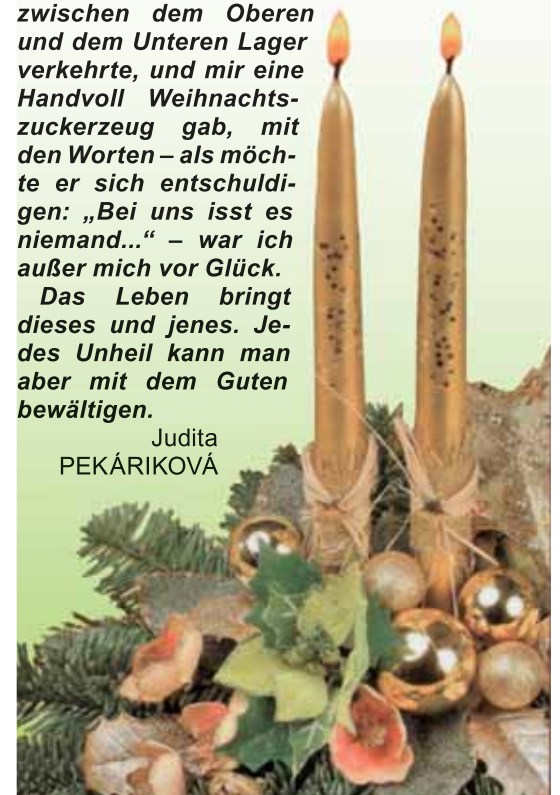 zwischen dem Oberen
und dem Unteren Lager
verkehrte, und mir eine
Handvoll Weihnachts-
zuckerzeug gab, mit
den Worten – als möch-
te er sich entschuldi-
gen: „Bei uns isst es
niemand...“ – war ich
außer mich vor Glück.
Das Leben bringt
dieses und jenes. Je-
des Unheil kann man
aber mit dem Guten
bewältigen.
Judita
PEKÁRIKOVÁ